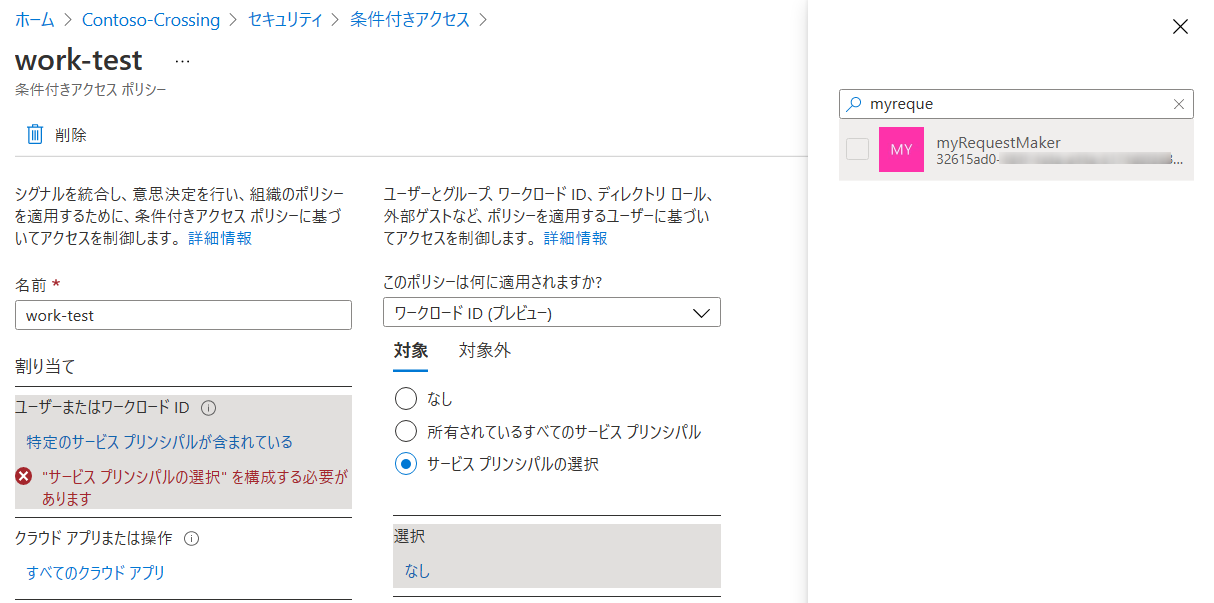 ホーム > Contoso-Crossing > セキュリティ > 条件付きアクセス >
work-test ...
条件付きアクセス ポリシー
削除
シグナルを統合し、意思決定を行い、組織のポリシー
を適用するために、条件付きアクセス ポリシーに基づ
いてアクセスを制御します。 詳細情報
名前 *
work-test
割り当て
ユーザーまたはワークロード ID
特定のサービス プリンシパルが含まれている
"サービス プリンシパルの選択" を構成する必要が
あります
クラウド アプリまたは操作
すべてのクラウド アプリ
ユーザーとグループ、ワークロード ID、ディレクトリ ロール、
外部ゲストなど、ポリシーを適用するユーザーに基づい
てアクセスを制御します。 詳細情報
このポリシーは何に適用されますか?
ワークロード ID (プレビュー)
対象 対象外
なし
所有されているすべてのサービス プリンシパル
サービス プリンシパルの選択
選択
なし
myreque
MY
myRequestMaker
32615ad0-